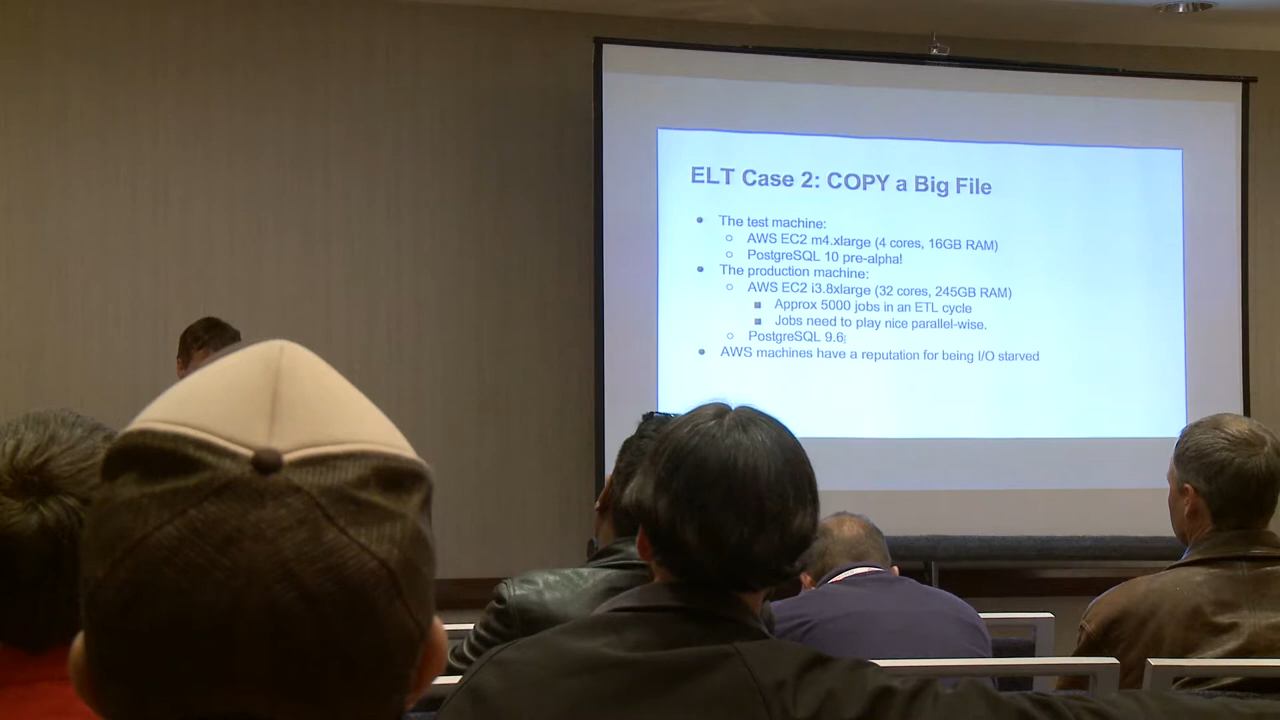 ELT Case 2: COPY a Big File
● The test machine:
○ AWS EC2 m4.xlarge (4 cores, 16GB RAM)
○ PostgreSQL 10 pre-alpha!
● The production machine:
○ AWS EC2 i3.8xlarge (32 cores, 245GB RAM)
■ Approx 5000 jobs in an ETL cycle
■ Jobs need to play nice parallel-wise.
○ PostgreSQL 9.6
● AWS machines have a reputation for being I/O starved